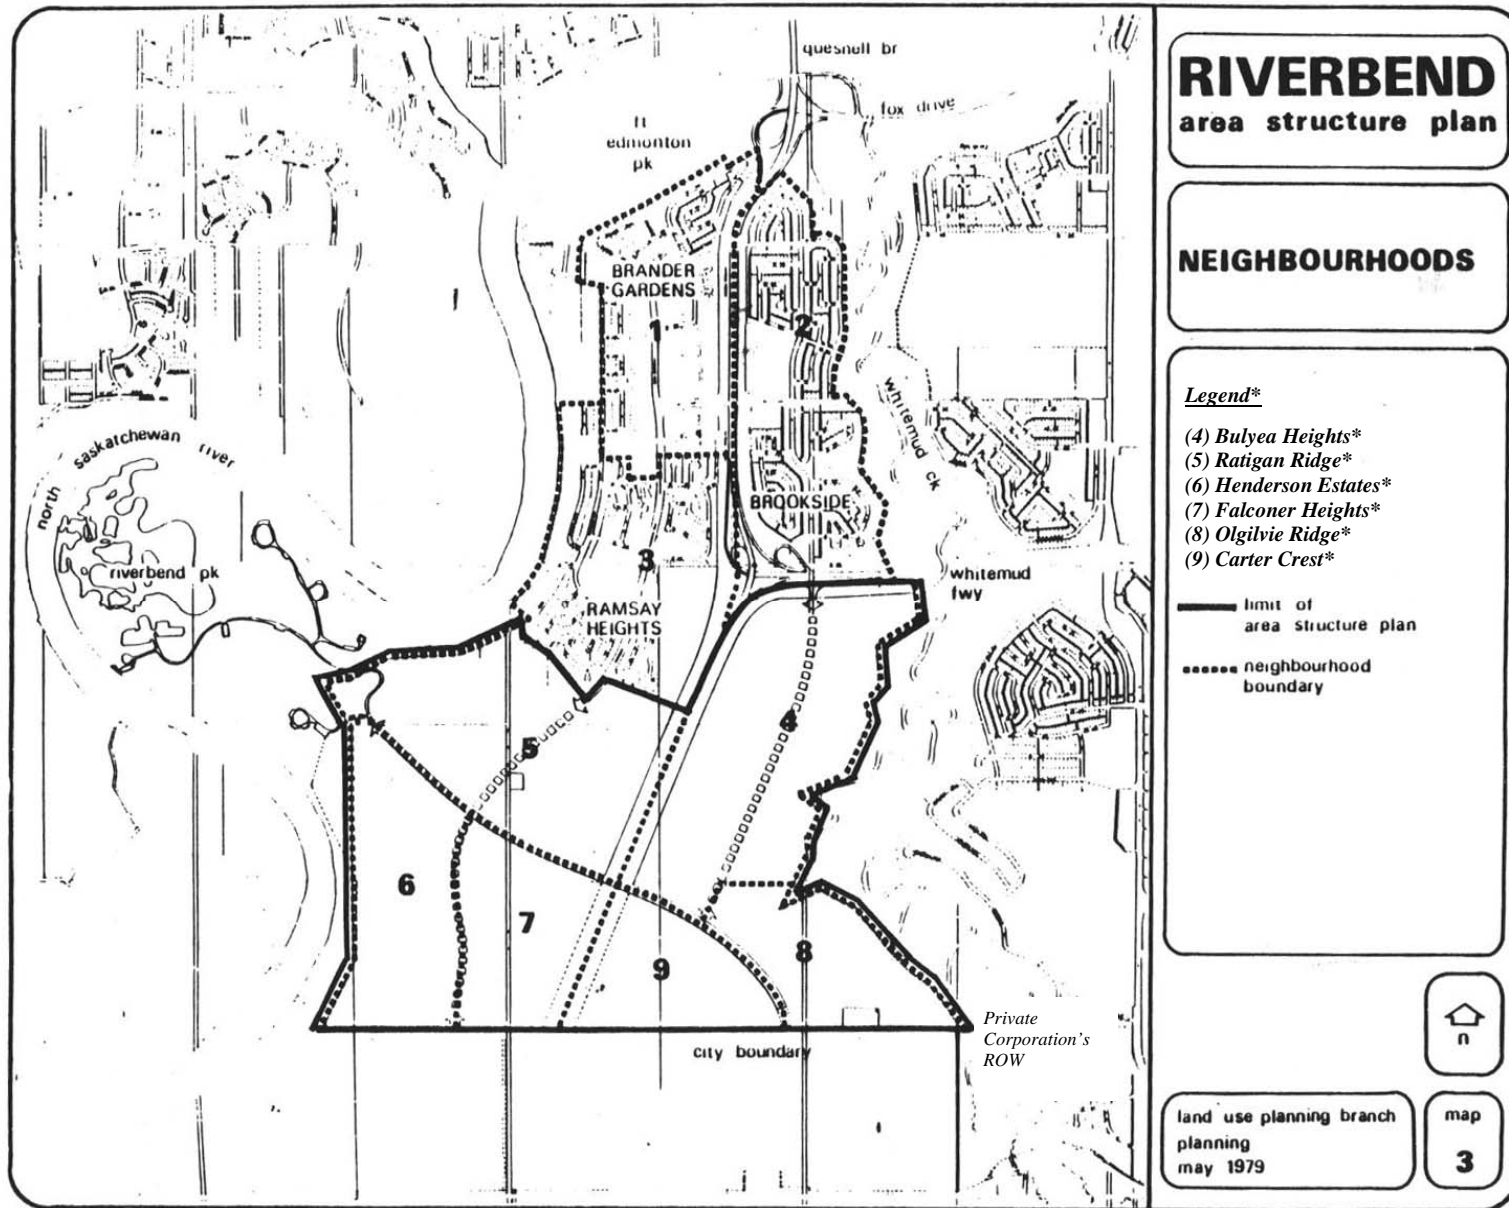 quesnell br
fox drive
ft
edmonton
pk
BRANDER
GARDENS
1
2
whitemud ck
north saskatchewan river
riverbend pk
BROOKSIDE
3
RAMSAY
HEIGHTS
whitemud
fwy
4
5
6
7
8
9
city boundary
Private
Corporation's
ROW
RIVERBEND
area structure plan
NEIGHBOURHOODS
Legend*
(4) Bulyea Heights*
(5) Ratigan Ridge*
(6) Henderson Estates*
(7) Falconer Heights*
(8) Olgilvie Ridge*
(9) Carter Crest*
limit of
area structure plan
neighbourhood
boundary
n
land use planning branch
planning
may 1979
map
3